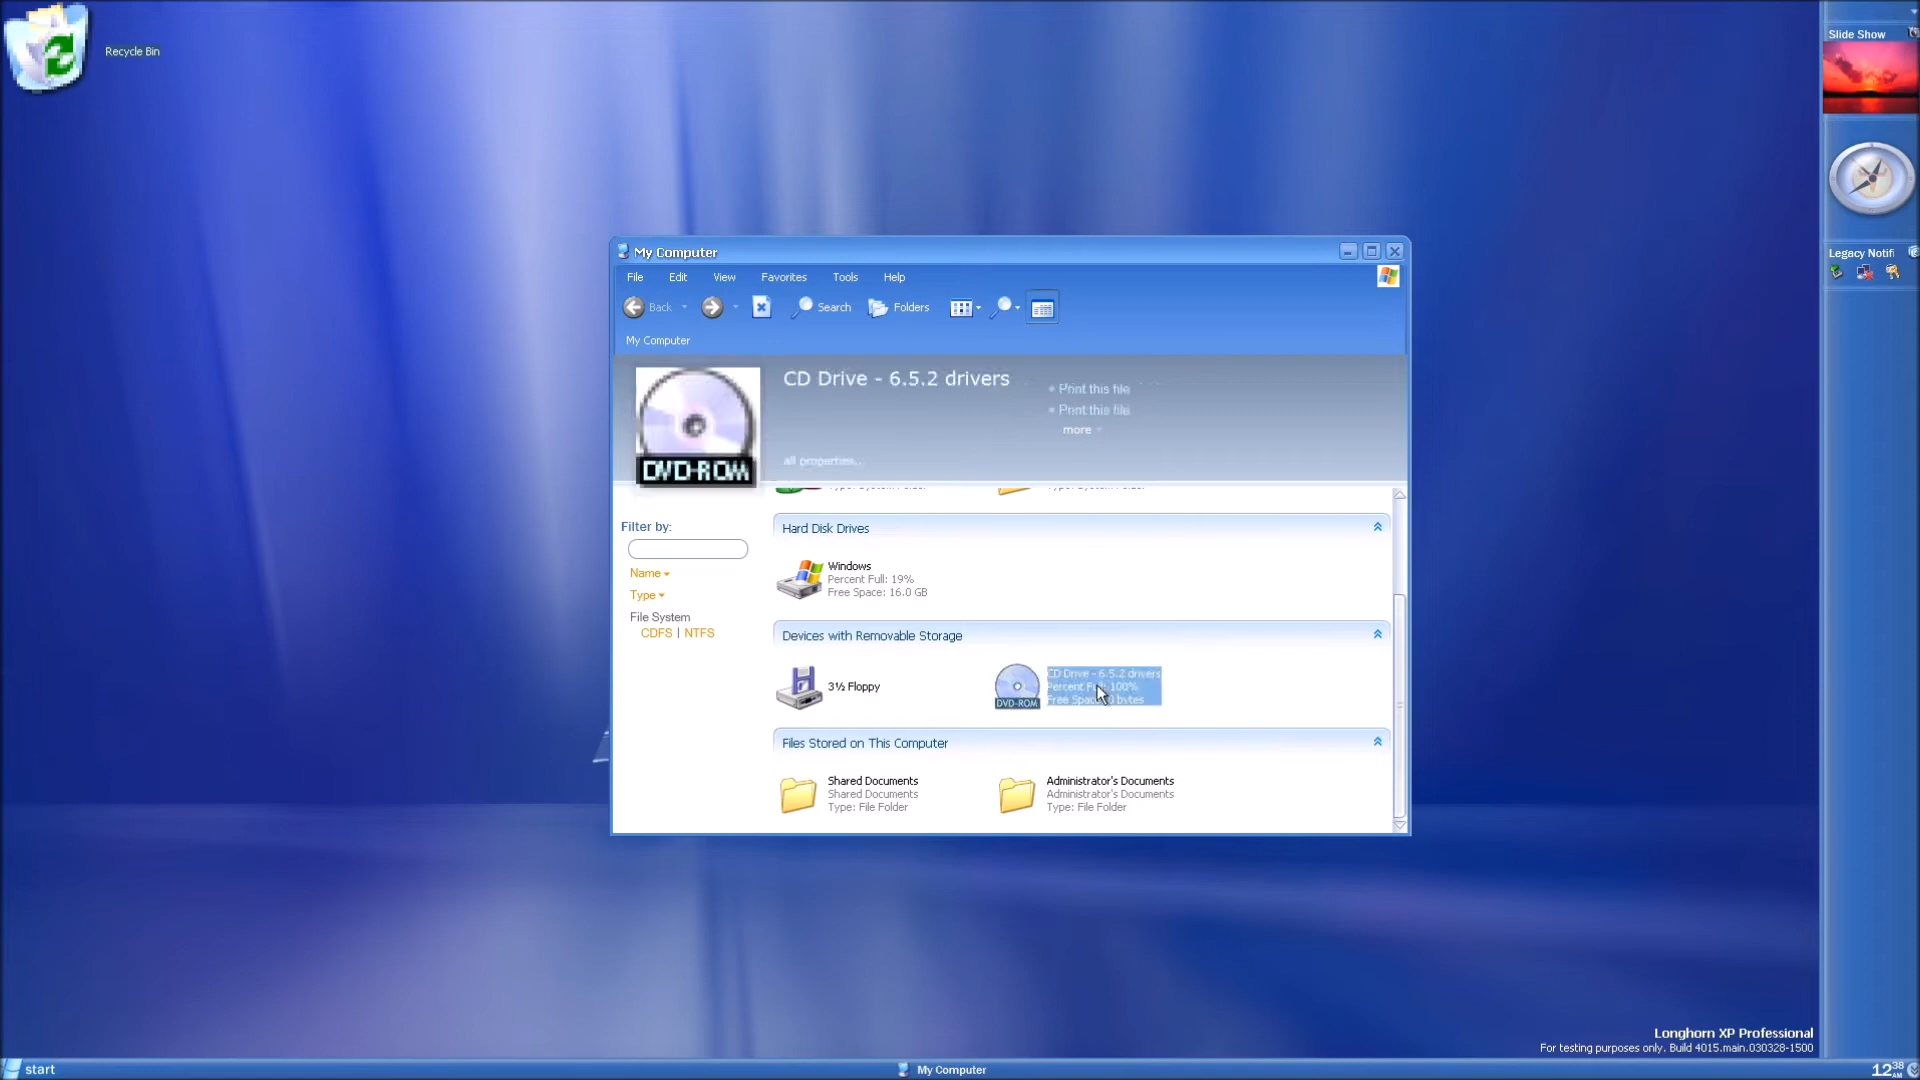 Recycle Bin
Slide Show
Legacy Notifi
My Computer
File Edit View Favorites Tools Help
Back Search Folders
My Computer
DVD-ROM
CD Drive - 6.5.2 drivers
Print this file
Print this file
more
all properties...
Filter by:
Name
Type
File System
CDFS | NTFS
Hard Disk Drives
Windows
Percent Full: 19%
Free Space: 16.0 GB
Devices with Removable Storage
3½ Floppy
DVD-ROM
CD Drive - 6.5.2 drivers
Percent Full: 100%
Free Space: 0 bytes
Files Stored on This Computer
Shared Documents
Shared Documents
Type: File Folder
Administrator's Documents
Administrator's Documents
Type: File Folder
Longhorn XP Professional
For testing purposes only. Build 4015.main.030328-1500
start
My Computer
12 38 AM